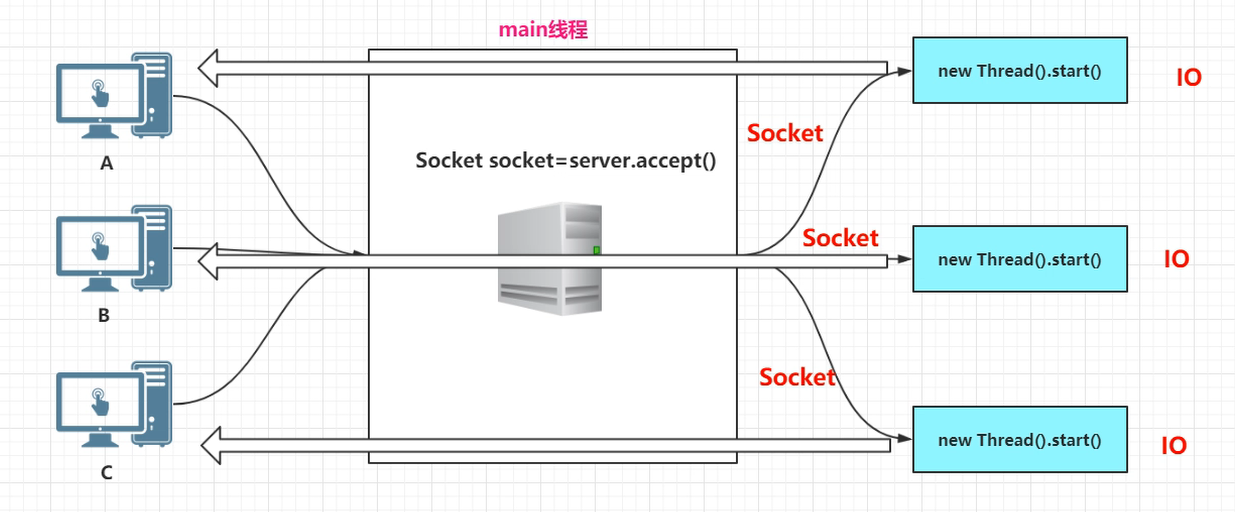 main线程
new Thread().start()
IO
Socket
A
Socket socket=server.accept()
Socket
new Thread().start()
IO
B
Socket
new Thread().start()
IO
C